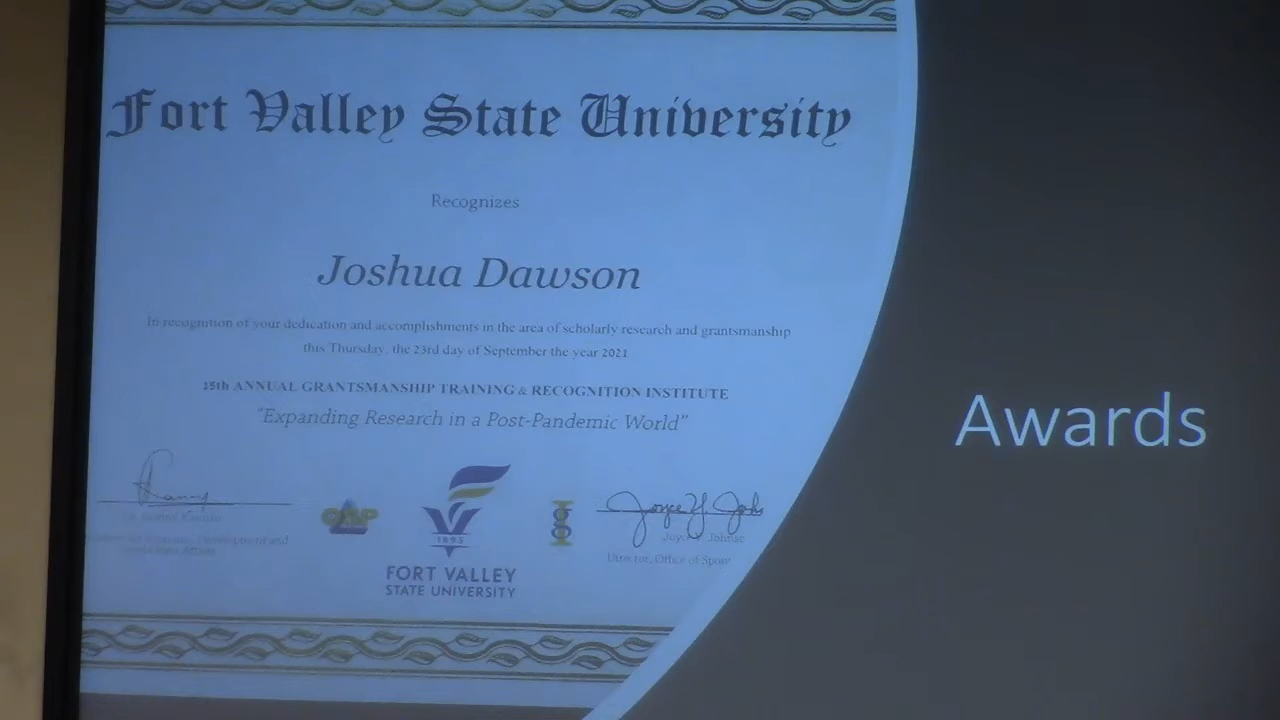 Fort Valley State University
Recognizes
Joshua Dawson
In recognition of your dedication and accomplishments in the area of scholarly research and grantsmanship
this Thursday, the 23rd day of September the year 2021
15th ANNUAL GRANTSMANSHIP TRAINING & RECOGNITION INSTITUTE
"Expanding Research in a Post-Pandemic World"
Awards
1895
Director, Office of
FORT VALLEY
STATE UNIVERSITY